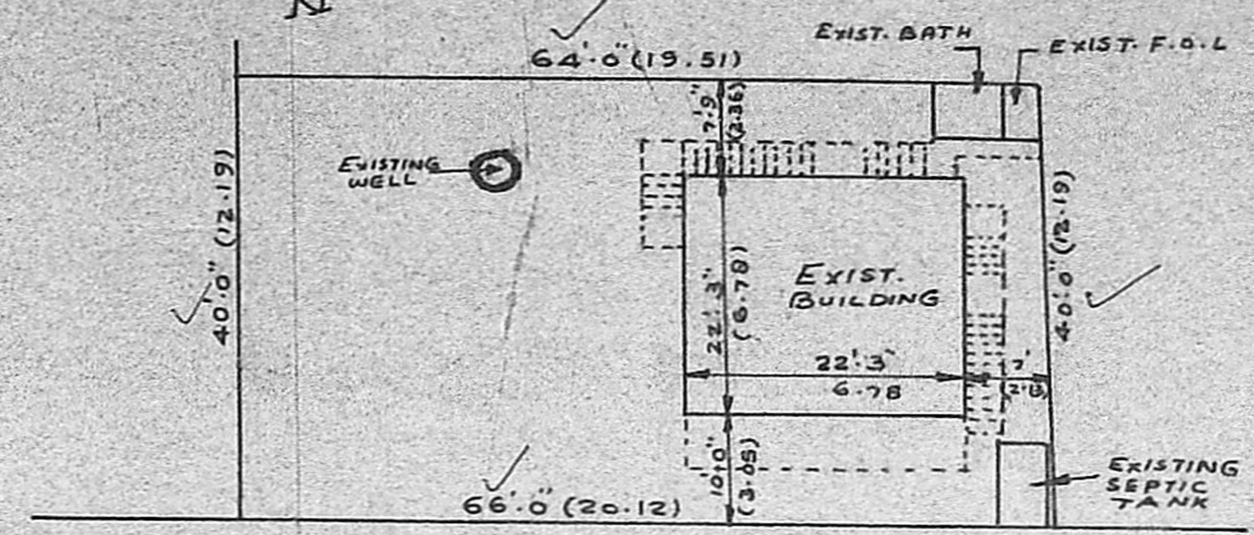 N
64'-0" (19.51)
EXIST. BATH
EXIST. F.O.L
7'-9"
(2.36)
EXISTING
WELL
40'-0" (12.19)
40'-0" (12.19)
EXIST.
BUILDING
22'-3"
(6.78)
22'-3"
6.78
7'
(2.13)
10'-0"
(3.05)
66'-0" (20.12)
EXISTING
SEPTIC
TANK